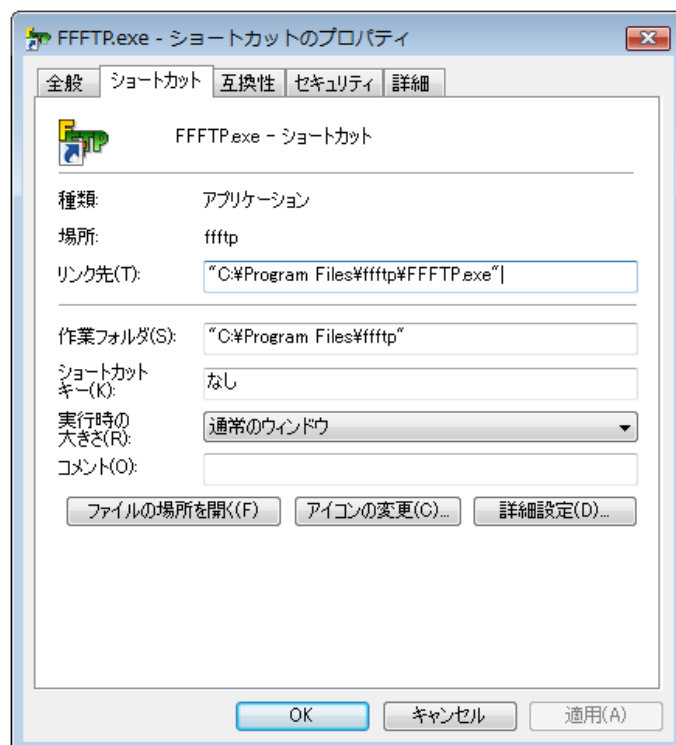 FFFTP.exe - ショートカットのプロパティ
全般 ショートカット 互換性 セキュリティ 詳細
FFFTP.exe - ショートカット
種類: アプリケーション
場所: ffftp
リンク先(T): "C:¥Program Files¥ffftp¥FFFTP.exe"
作業フォルダ(S): "C:¥Program Files¥ffftp"
ショートカット
キー(K): なし
実行時の
大きさ(R): 通常のウィンドウ
コメント(O):
ファイルの場所を開く(F) アイコンの変更(C)... 詳細設定(D)...
OK キャンセル 適用(A)